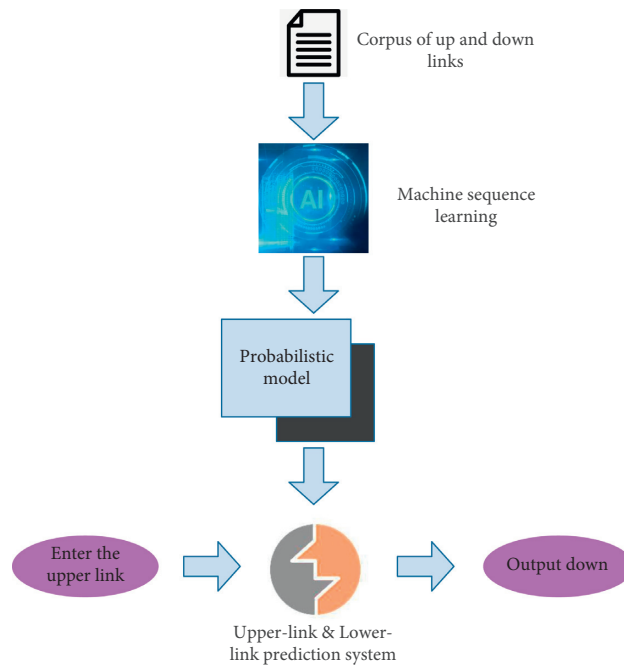 Corpus of up and down
links
AI
Machine sequence
learning
Probabilistic
model
Enter the
upper link
Output down
Upper-link & Lower-
link prediction system